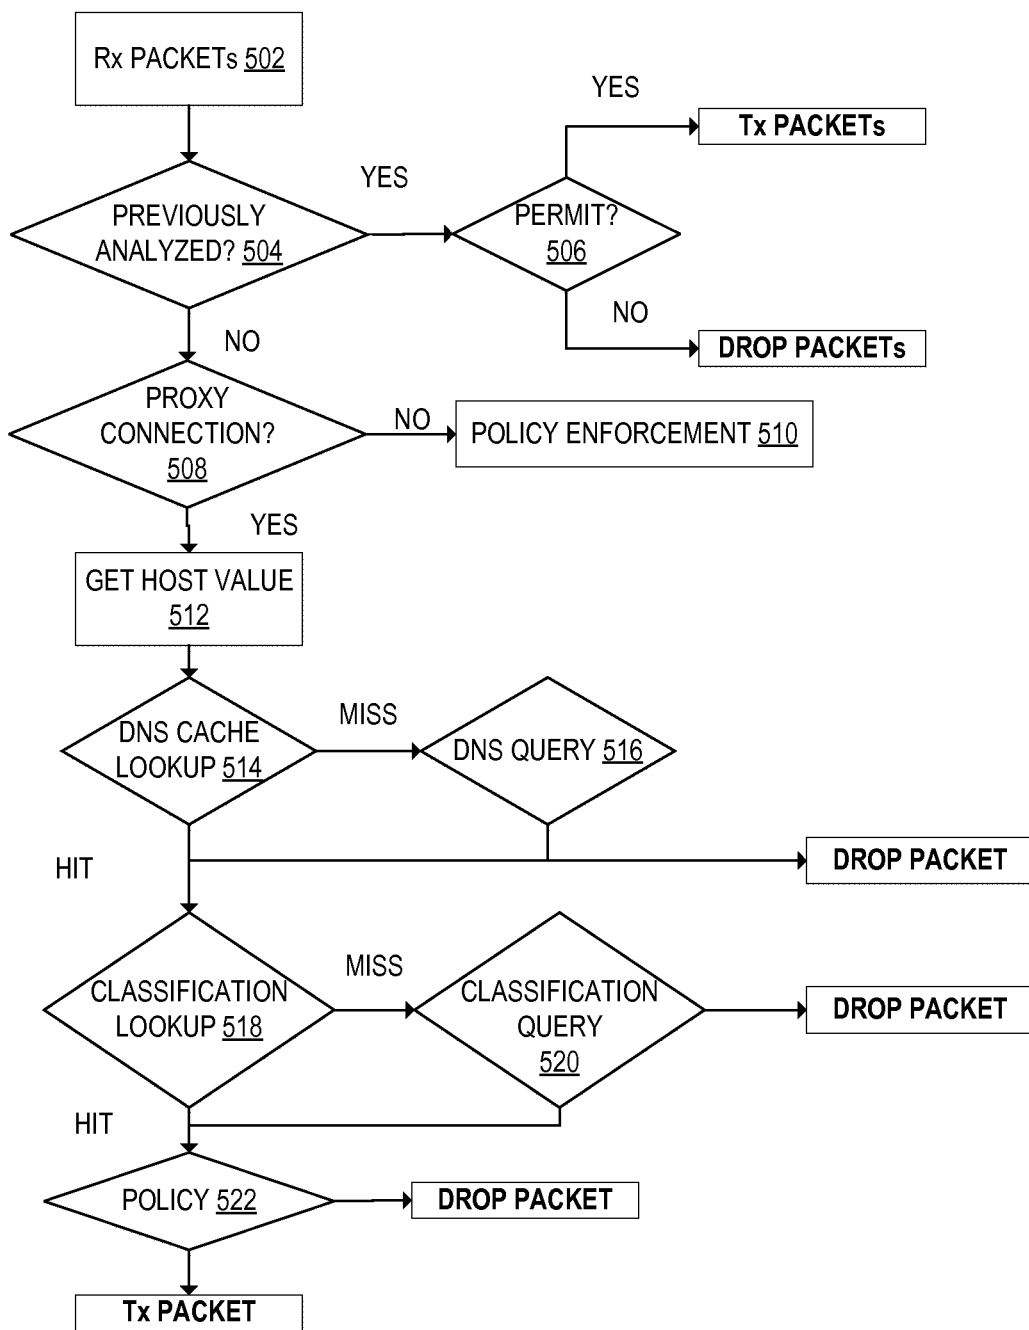 Rx PACKETs 502
YES
Tx PACKETs
YES
PREVIOUSLY
ANALYZED? 504
PERMIT?
506
NO
DROP PACKETs
NO
PROXY
CONNECTION?
508
NO
POLICY ENFORCEMENT 510
YES
GET HOST VALUE
512
DNS CACHE
LOOKUP 514
MISS
DNS QUERY 516
HIT
DROP PACKET
CLASSIFICATION
LOOKUP 518
MISS
CLASSIFICATION
QUERY
520
DROP PACKET
HIT
POLICY 522
DROP PACKET
Tx PACKET